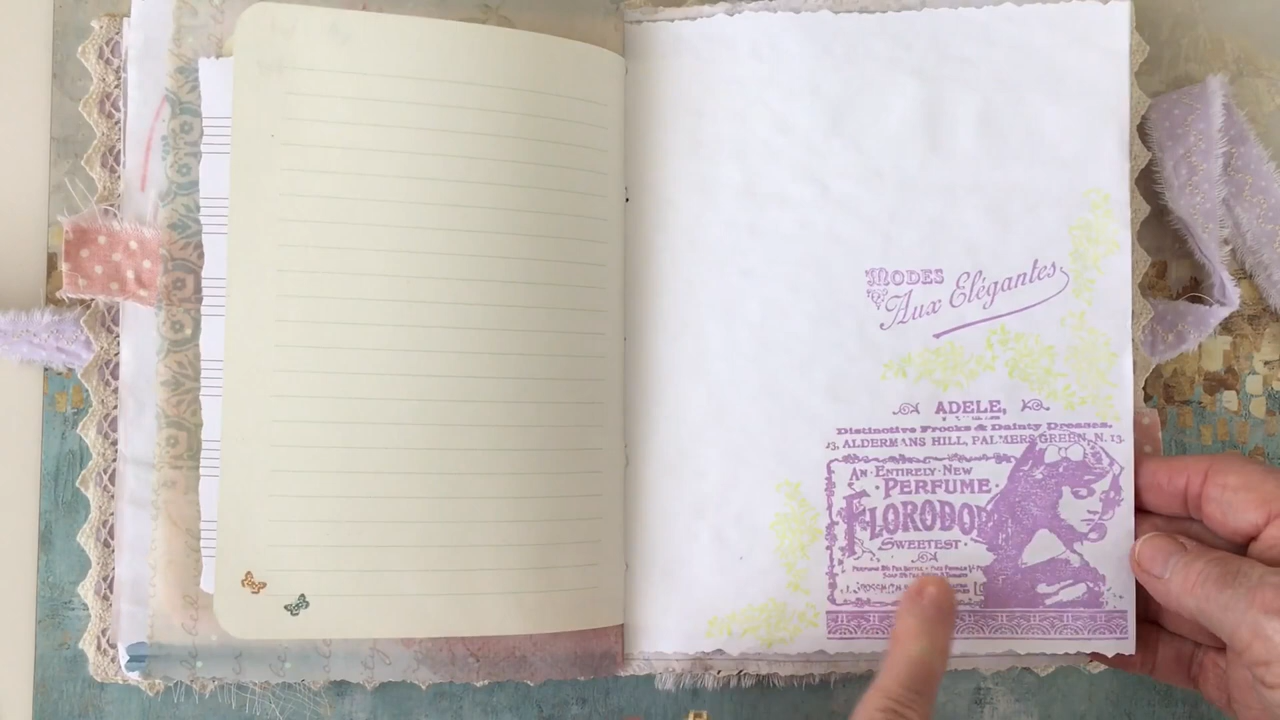 MODES
Aux Elégantes
ADELE,
Distinctive Frocks & Dainty Dresses.
13, ALDERMANS HILL, PALMERS GREEN, N. 13.
AN · ENTIRELY · NEW
· PERFUME ·
FLORODOR
SWEETEST ·